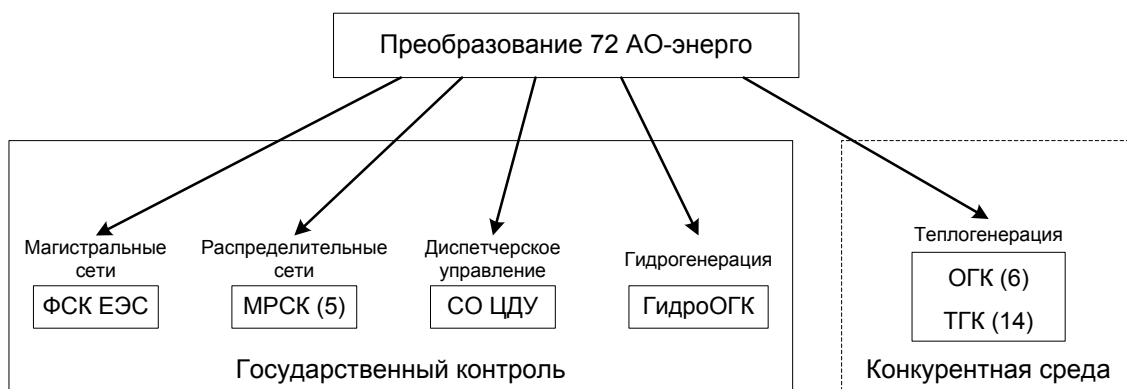 Преобразование 72 АО-энерго
Магистральные
сети
ФСК ЕЭС
Распределительные
сети
МРСК (5)
Диспетчерское
управление
СО ЦДУ
Гидрогенерация
ГидроОГК
Государственный контроль
Теплогенерация
ОГК (6)
ТГК (14)
Конкурентная среда